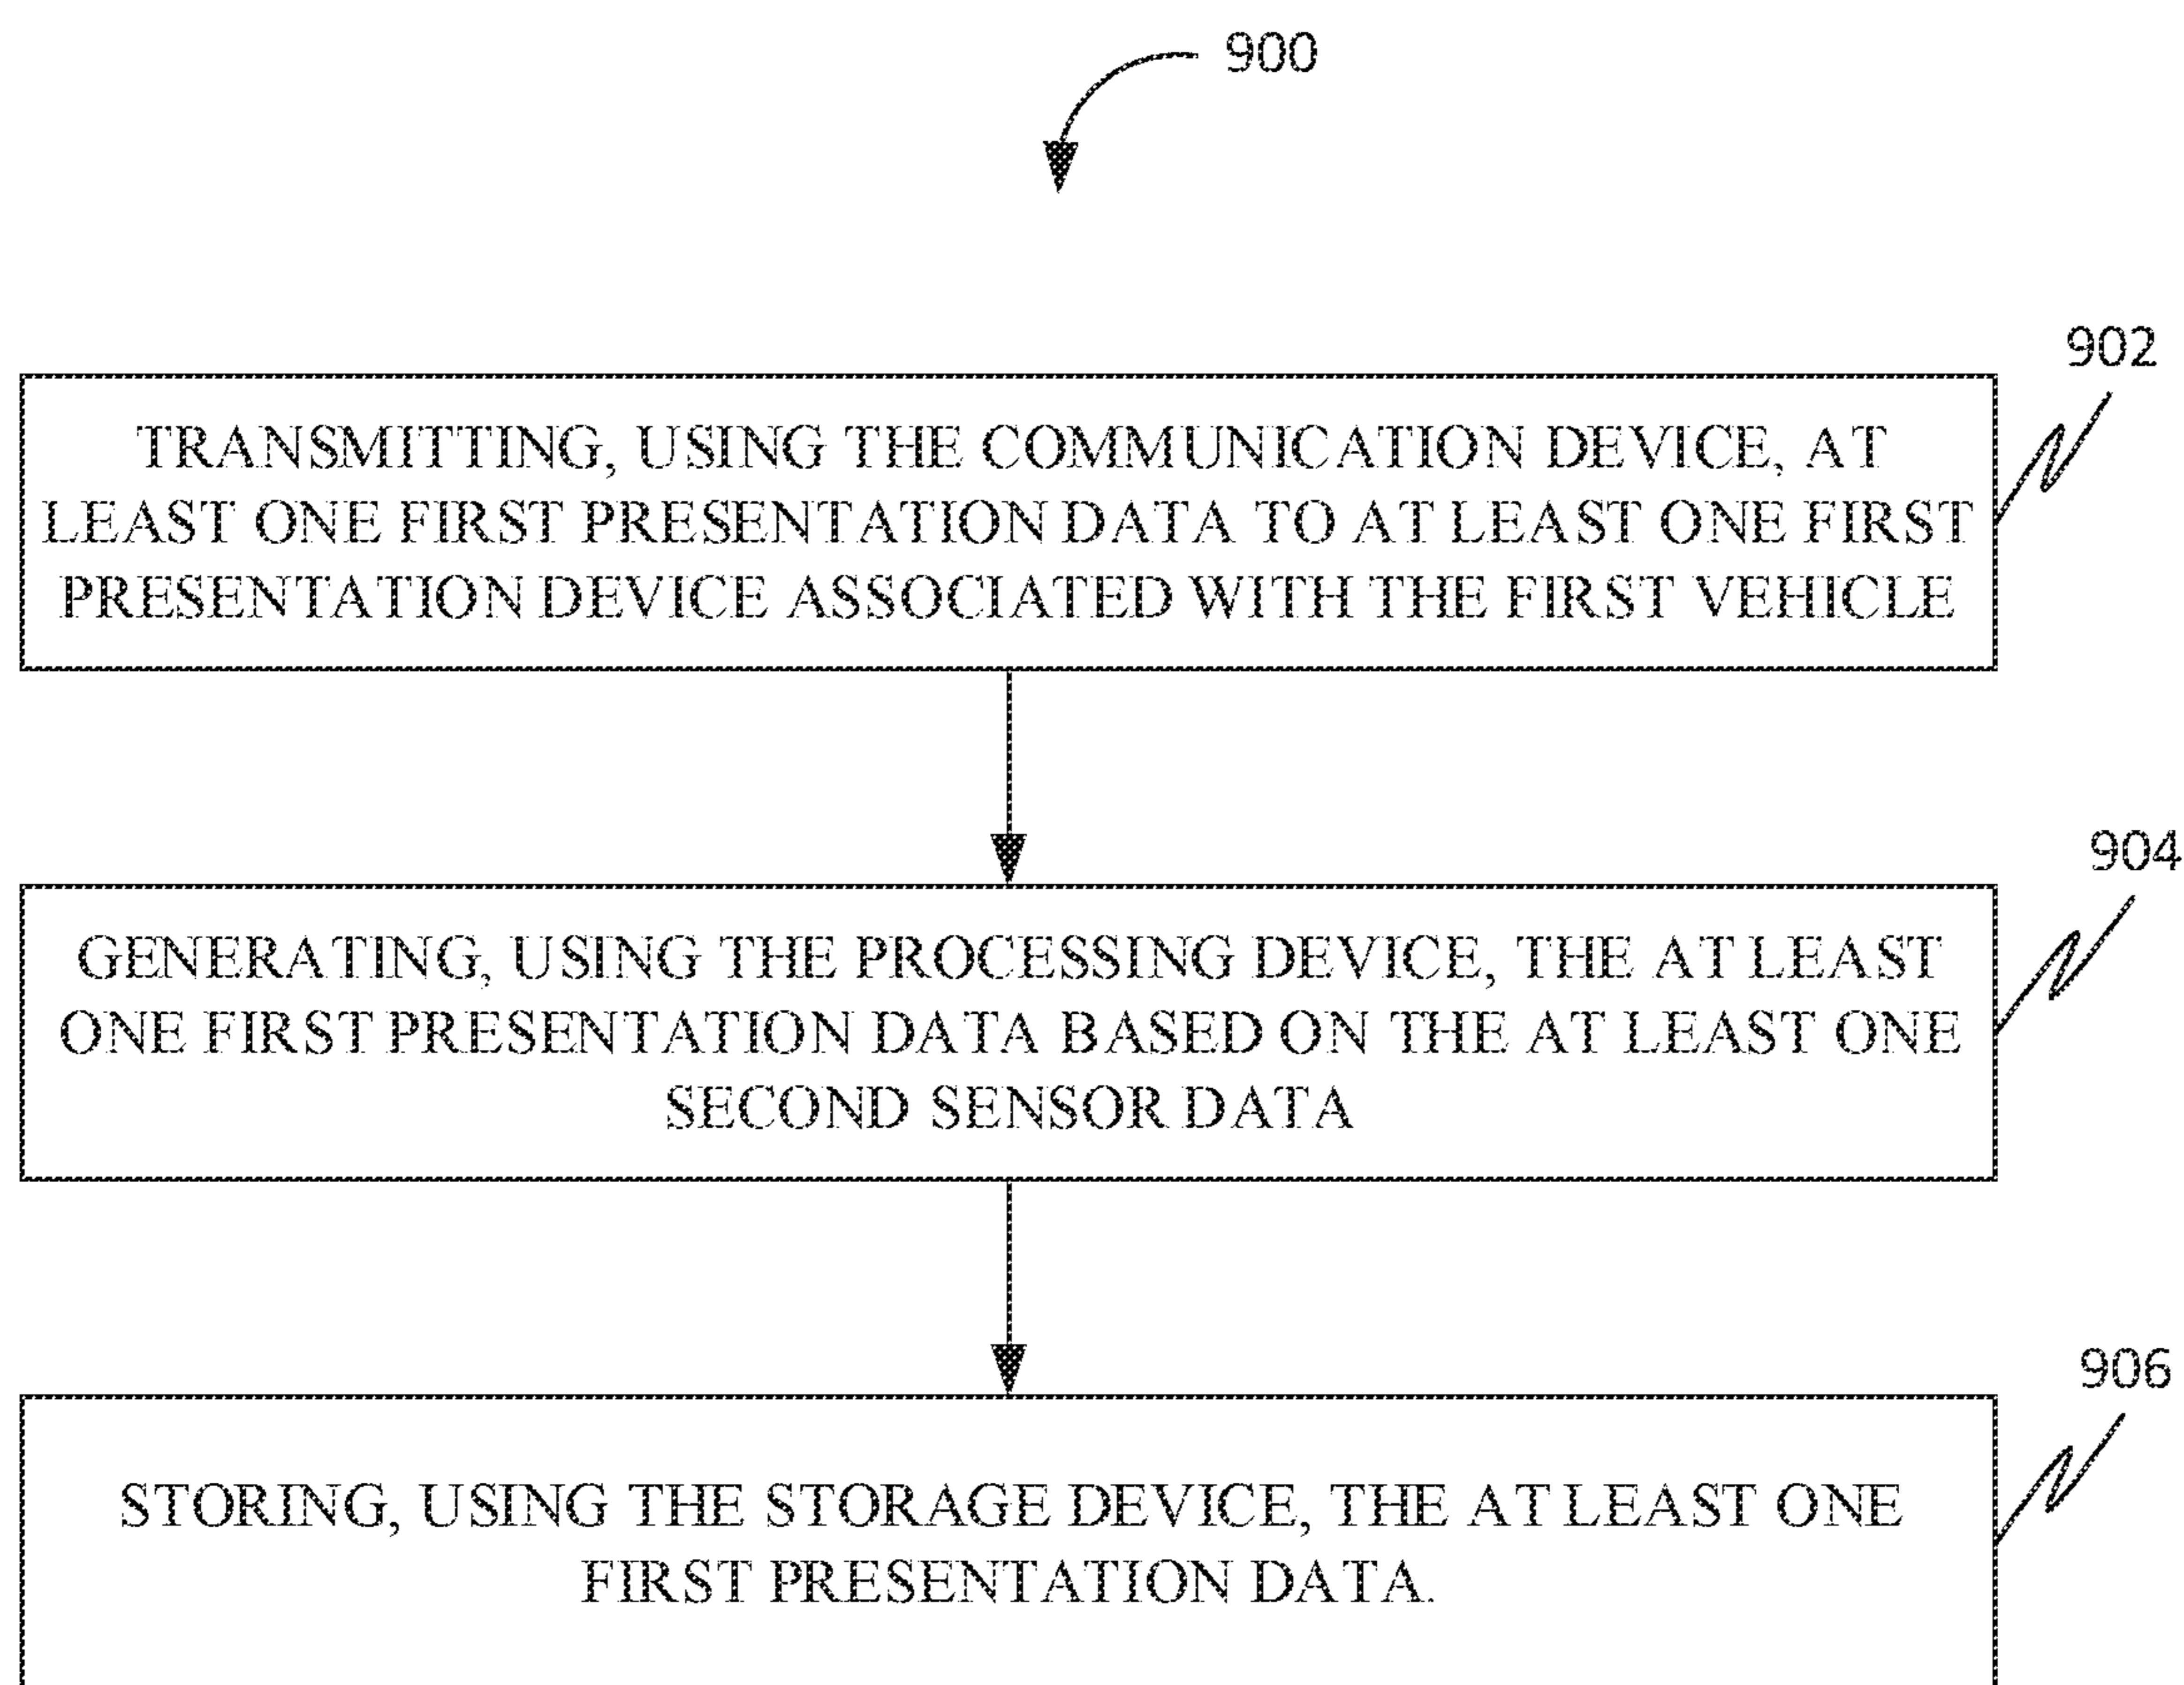 900
902
TRANSMITTING, USING THE COMMUNICATION DEVICE, AT
LEAST ONE FIRST PRESENTATION DATA TO AT LEAST ONE FIRST
PRESENTATION DEVICE ASSOCIATED WITH THE FIRST VEHICLE
904
GENERATING, USING THE PROCESSING DEVICE, THE AT LEAST
ONE FIRST PRESENTATION DATA BASED ON THE AT LEAST ONE
SECOND SENSOR DATA
906
STORING, USING THE STORAGE DEVICE, THE AT LEAST ONE
FIRST PRESENTATION DATA.